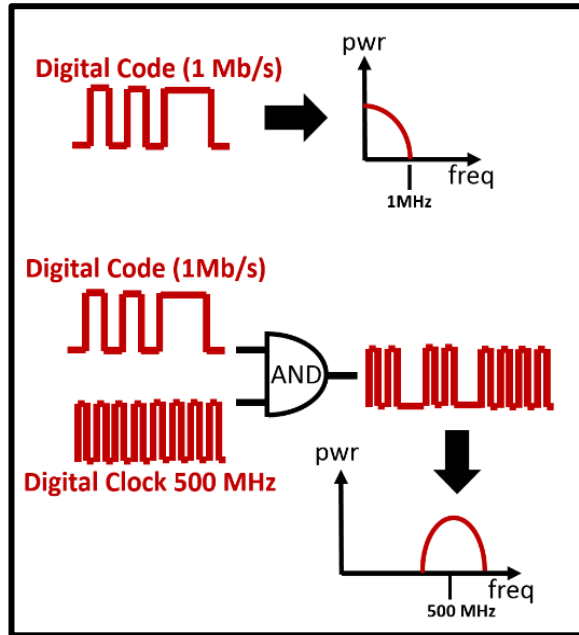 pwr
Digital Code (1 Mb/s)
freq
1MHz
Digital Code (1Mb/s)
AND
Digital Clock 500 MHz
pwr
freq
500 MHz